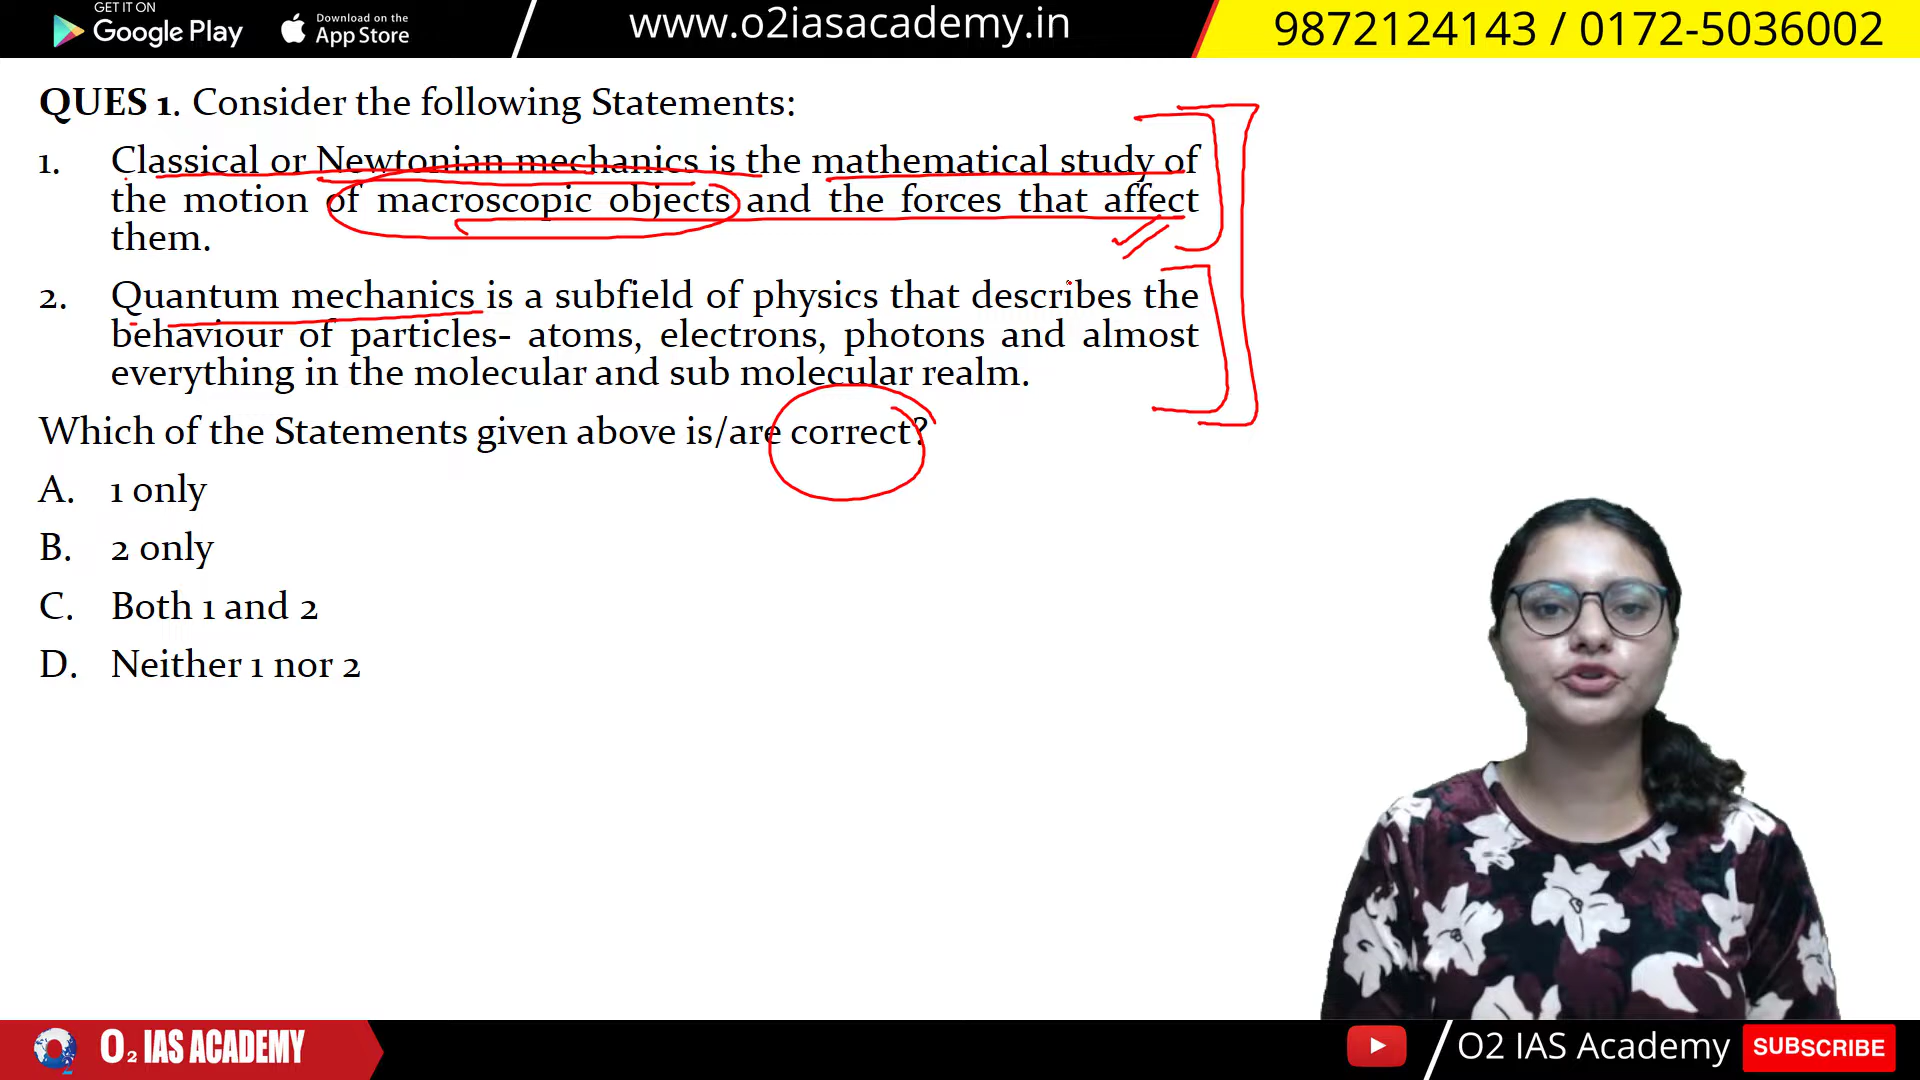 GET IT ON
Google Play
Download on the
App Store
www.o2iasacademy.in
9872124143 / 0172-5036002
QUES 1. Consider the following Statements:
1. Classical or Newtonian mechanics is the mathematical study of
the motion of macroscopic objects and the forces that affect
them.
2. Quantum mechanics is a subfield of physics that describes the
behaviour of particles- atoms, electrons, photons and almost
everything in the molecular and sub molecular realm.
Which of the Statements given above is/are correct?
A. 1 only
B. 2 only
C. Both 1 and 2
D. Neither 1 nor 2
O2 IAS ACADEMY
O2 IAS Academy
SUBSCRIBE